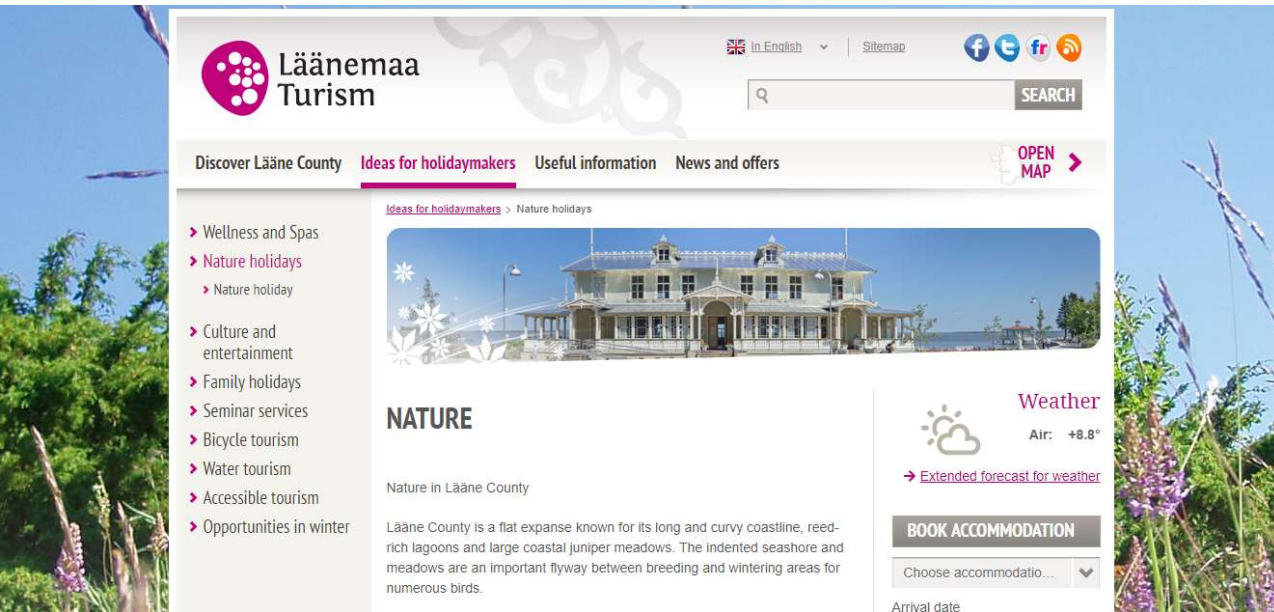 Läänemaa
Turism
In English
Sitemap
f
t
fr
SEARCH
Discover Lääne County
Ideas for holidaymakers
Useful information
News and offers
OPEN
MAP
Ideas for holidaymakers > Nature holidays
Wellness and Spas
Nature holidays
Nature holiday
Culture and
entertainment
Family holidays
Seminar services
Bicycle tourism
Water tourism
Accessible tourism
Opportunities in winter
NATURE
Nature in Lääne County
Lääne County is a flat expanse known for its long and curvy coastline, reed-
rich lagoons and large coastal juniper meadows. The indented seashore and
meadows are an important flyway between breeding and wintering areas for
numerous birds.
Weather
Air: +8.8°
Extended forecast for weather
BOOK ACCOMMODATION
Choose accommodatio...
Arrival date